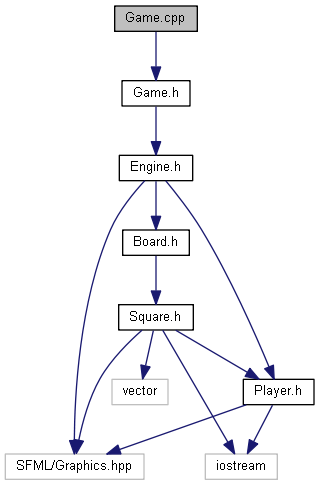 Game.cpp
Game.h
Engine.h
Board.h
Square.h
vector
Player.h
SFML/Graphics.hpp
iostream